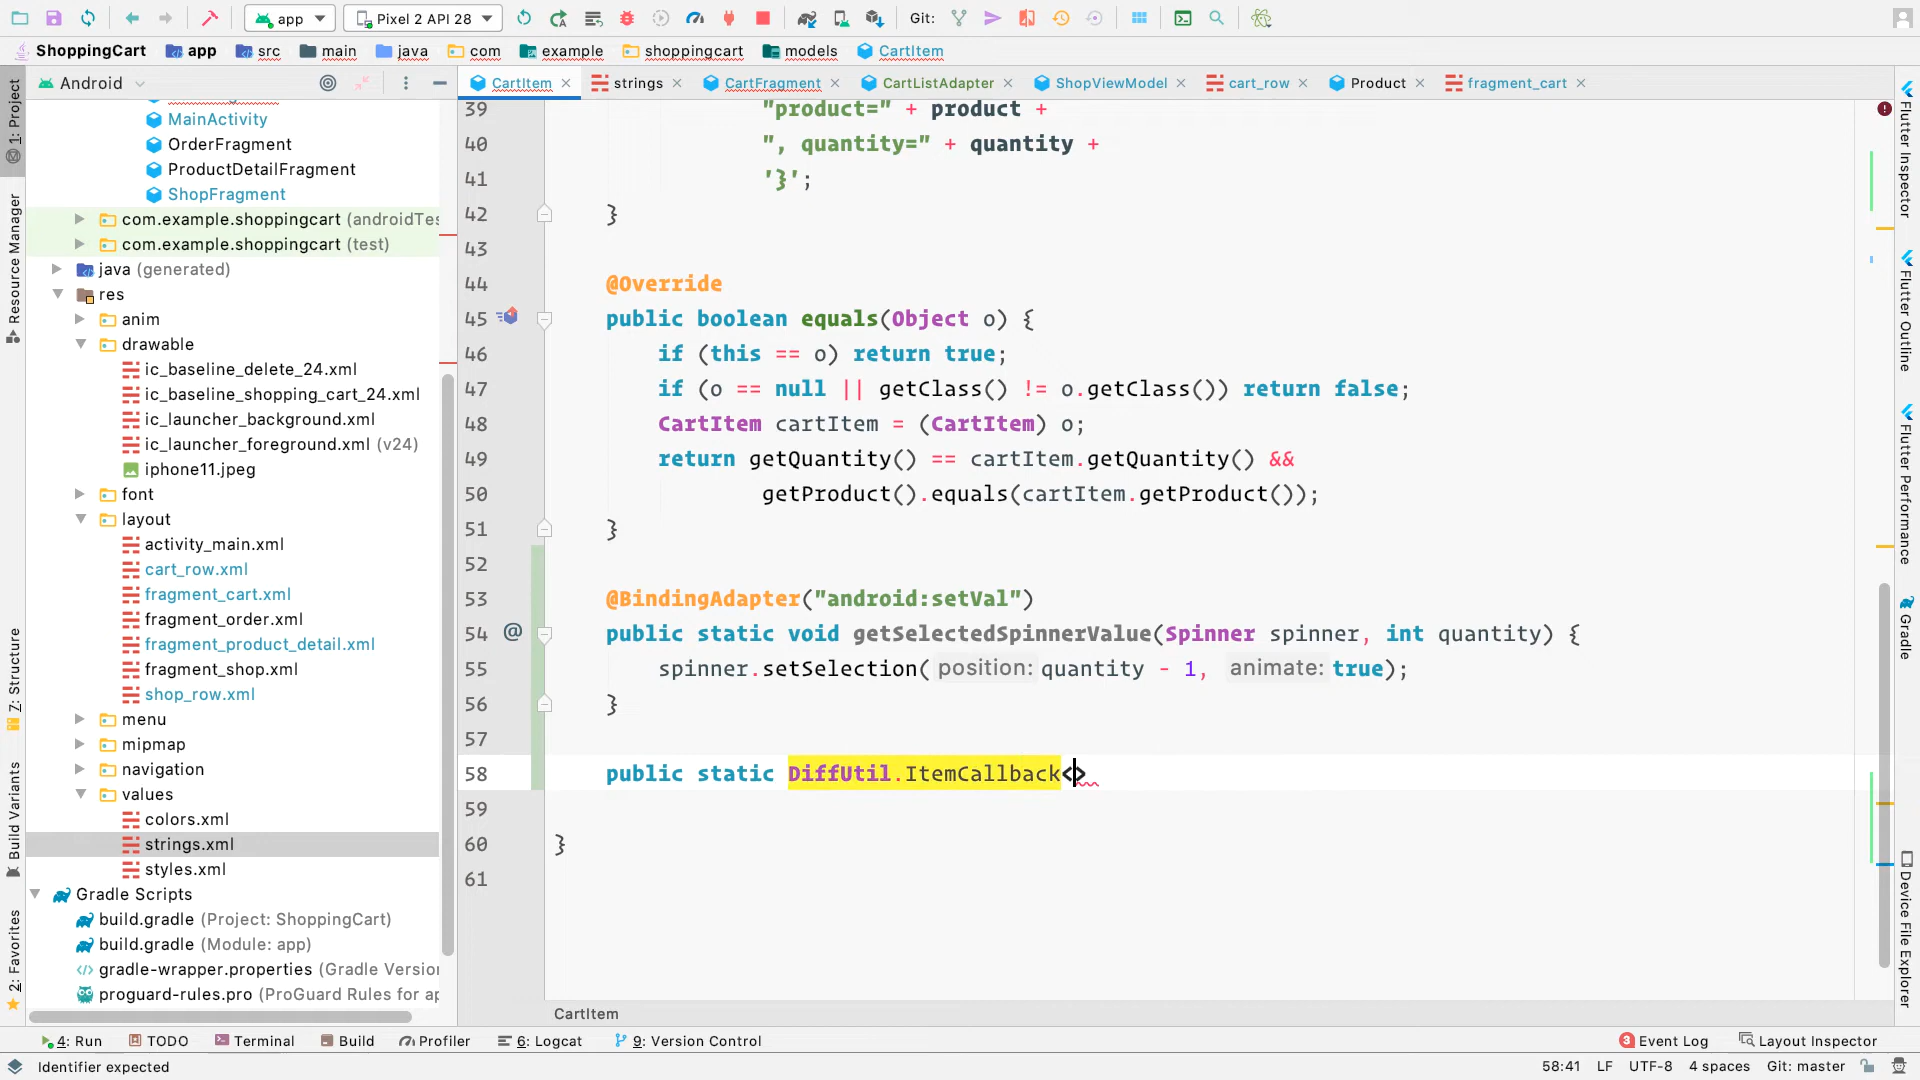 app
Pixel 2 API 28
Git:
ShoppingCart app src main java com example shoppingcart models CartItem
Android
CartItem strings CartFragment CartListAdapter ShopViewModel cart_row Product fragment_cart
1: Project
Resource Manager
7: Structure
Build Variants
2: Favorites
MainActivity
OrderFragment
ProductDetailFragment
ShopFragment
com.example.shoppingcart (androidTes
com.example.shoppingcart (test)
java (generated)
res
anim
drawable
ic_baseline_delete_24.xml
ic_baseline_shopping_cart_24.xml
ic_launcher_background.xml
ic_launcher_foreground.xml (v24)
iphone11.jpeg
font
layout
activity_main.xml
cart_row.xml
fragment_cart.xml
fragment_order.xml
fragment_product_detail.xml
fragment_shop.xml
shop_row.xml
menu
mipmap
navigation
values
colors.xml
strings.xml
styles.xml
Gradle Scripts
build.gradle (Project: ShoppingCart)
build.gradle (Module: app)
gradle-wrapper.properties (Gradle Version
proguard-rules.pro (ProGuard Rules for ap
39 "product=" + product +
40 ", quantity=" + quantity +
41 '}';
42 }
43
44 @Override
45 public boolean equals(Object o) {
46 if (this == o) return true;
47 if (o == null || getClass() != o.getClass()) return false;
48 CartItem cartItem = (CartItem) o;
49 return getQuantity() == cartItem.getQuantity() &&
50 getProduct().equals(cartItem.getProduct());
51 }
52
53 @BindingAdapter("android:setVal")
54 public static void getSelectedSpinnerValue(Spinner spinner, int quantity) {
55 spinner.setSelection( position: quantity - 1, animate: true);
56 }
57
58 public static DiffUtil.ItemCallback<>
59
60 }
61
CartItem
Flutter Inspector
Flutter Outline
Flutter Performance
Gradle
Device File Explorer
4: Run TODO Terminal Build Profiler 6: Logcat 9: Version Control 3 Event Log Layout Inspector
Identifier expected 58:41 LF UTF-8 4 spaces Git: master